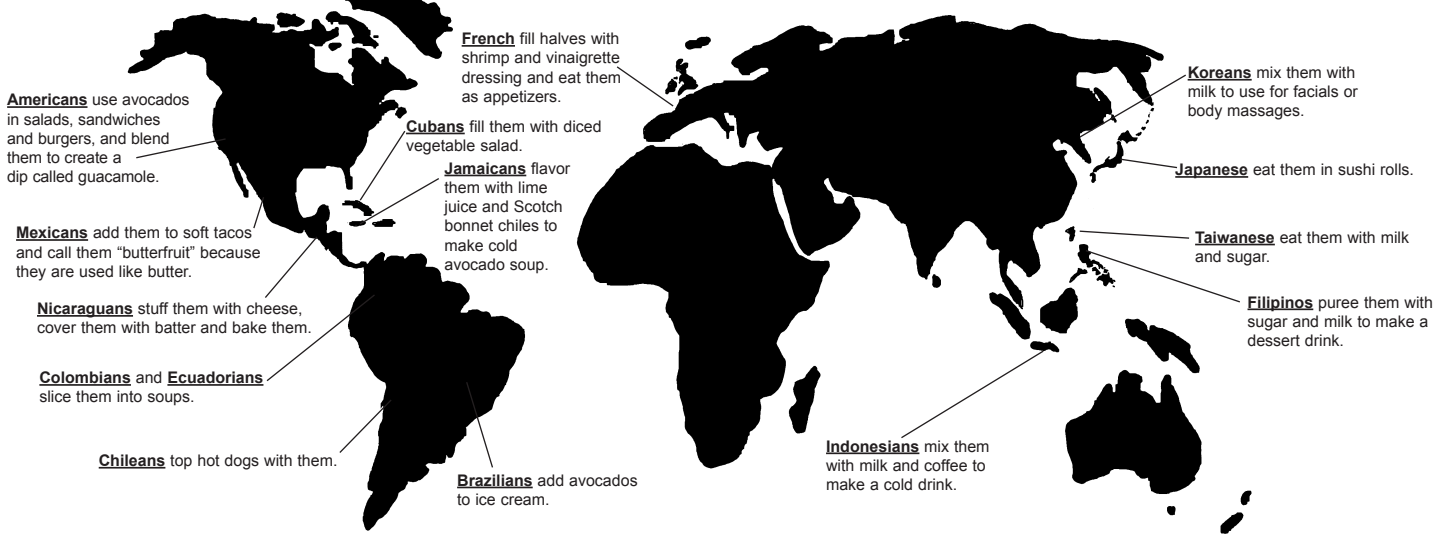 Americans use avocados
in salads, sandwiches
and burgers, and blend
them to create a
dip called guacamole.
Mexicans add them to soft tacos
and call them “butterfruit” because
they are used like butter.
Nicaraguans stuff them with cheese,
cover them with batter and bake them.
Colombians and Ecuadorians
slice them into soups.
Chileans top hot dogs with them.
French fill halves with
shrimp and vinaigrette
dressing and eat them
as appetizers.
Cubans fill them with diced
vegetable salad.
Jamaicans flavor
them with lime
juice and Scotch
bonnet chiles to
make cold
avocado soup.
Brazilians add avocados
to ice cream.
Koreans mix them with
milk to use for facials or
body massages.
Japanese eat them in sushi rolls.
Taiwanese eat them with milk
and sugar.
Filipinos puree them with
sugar and milk to make a
dessert drink.
Indonesians mix them
with milk and coffee to
make a cold drink.